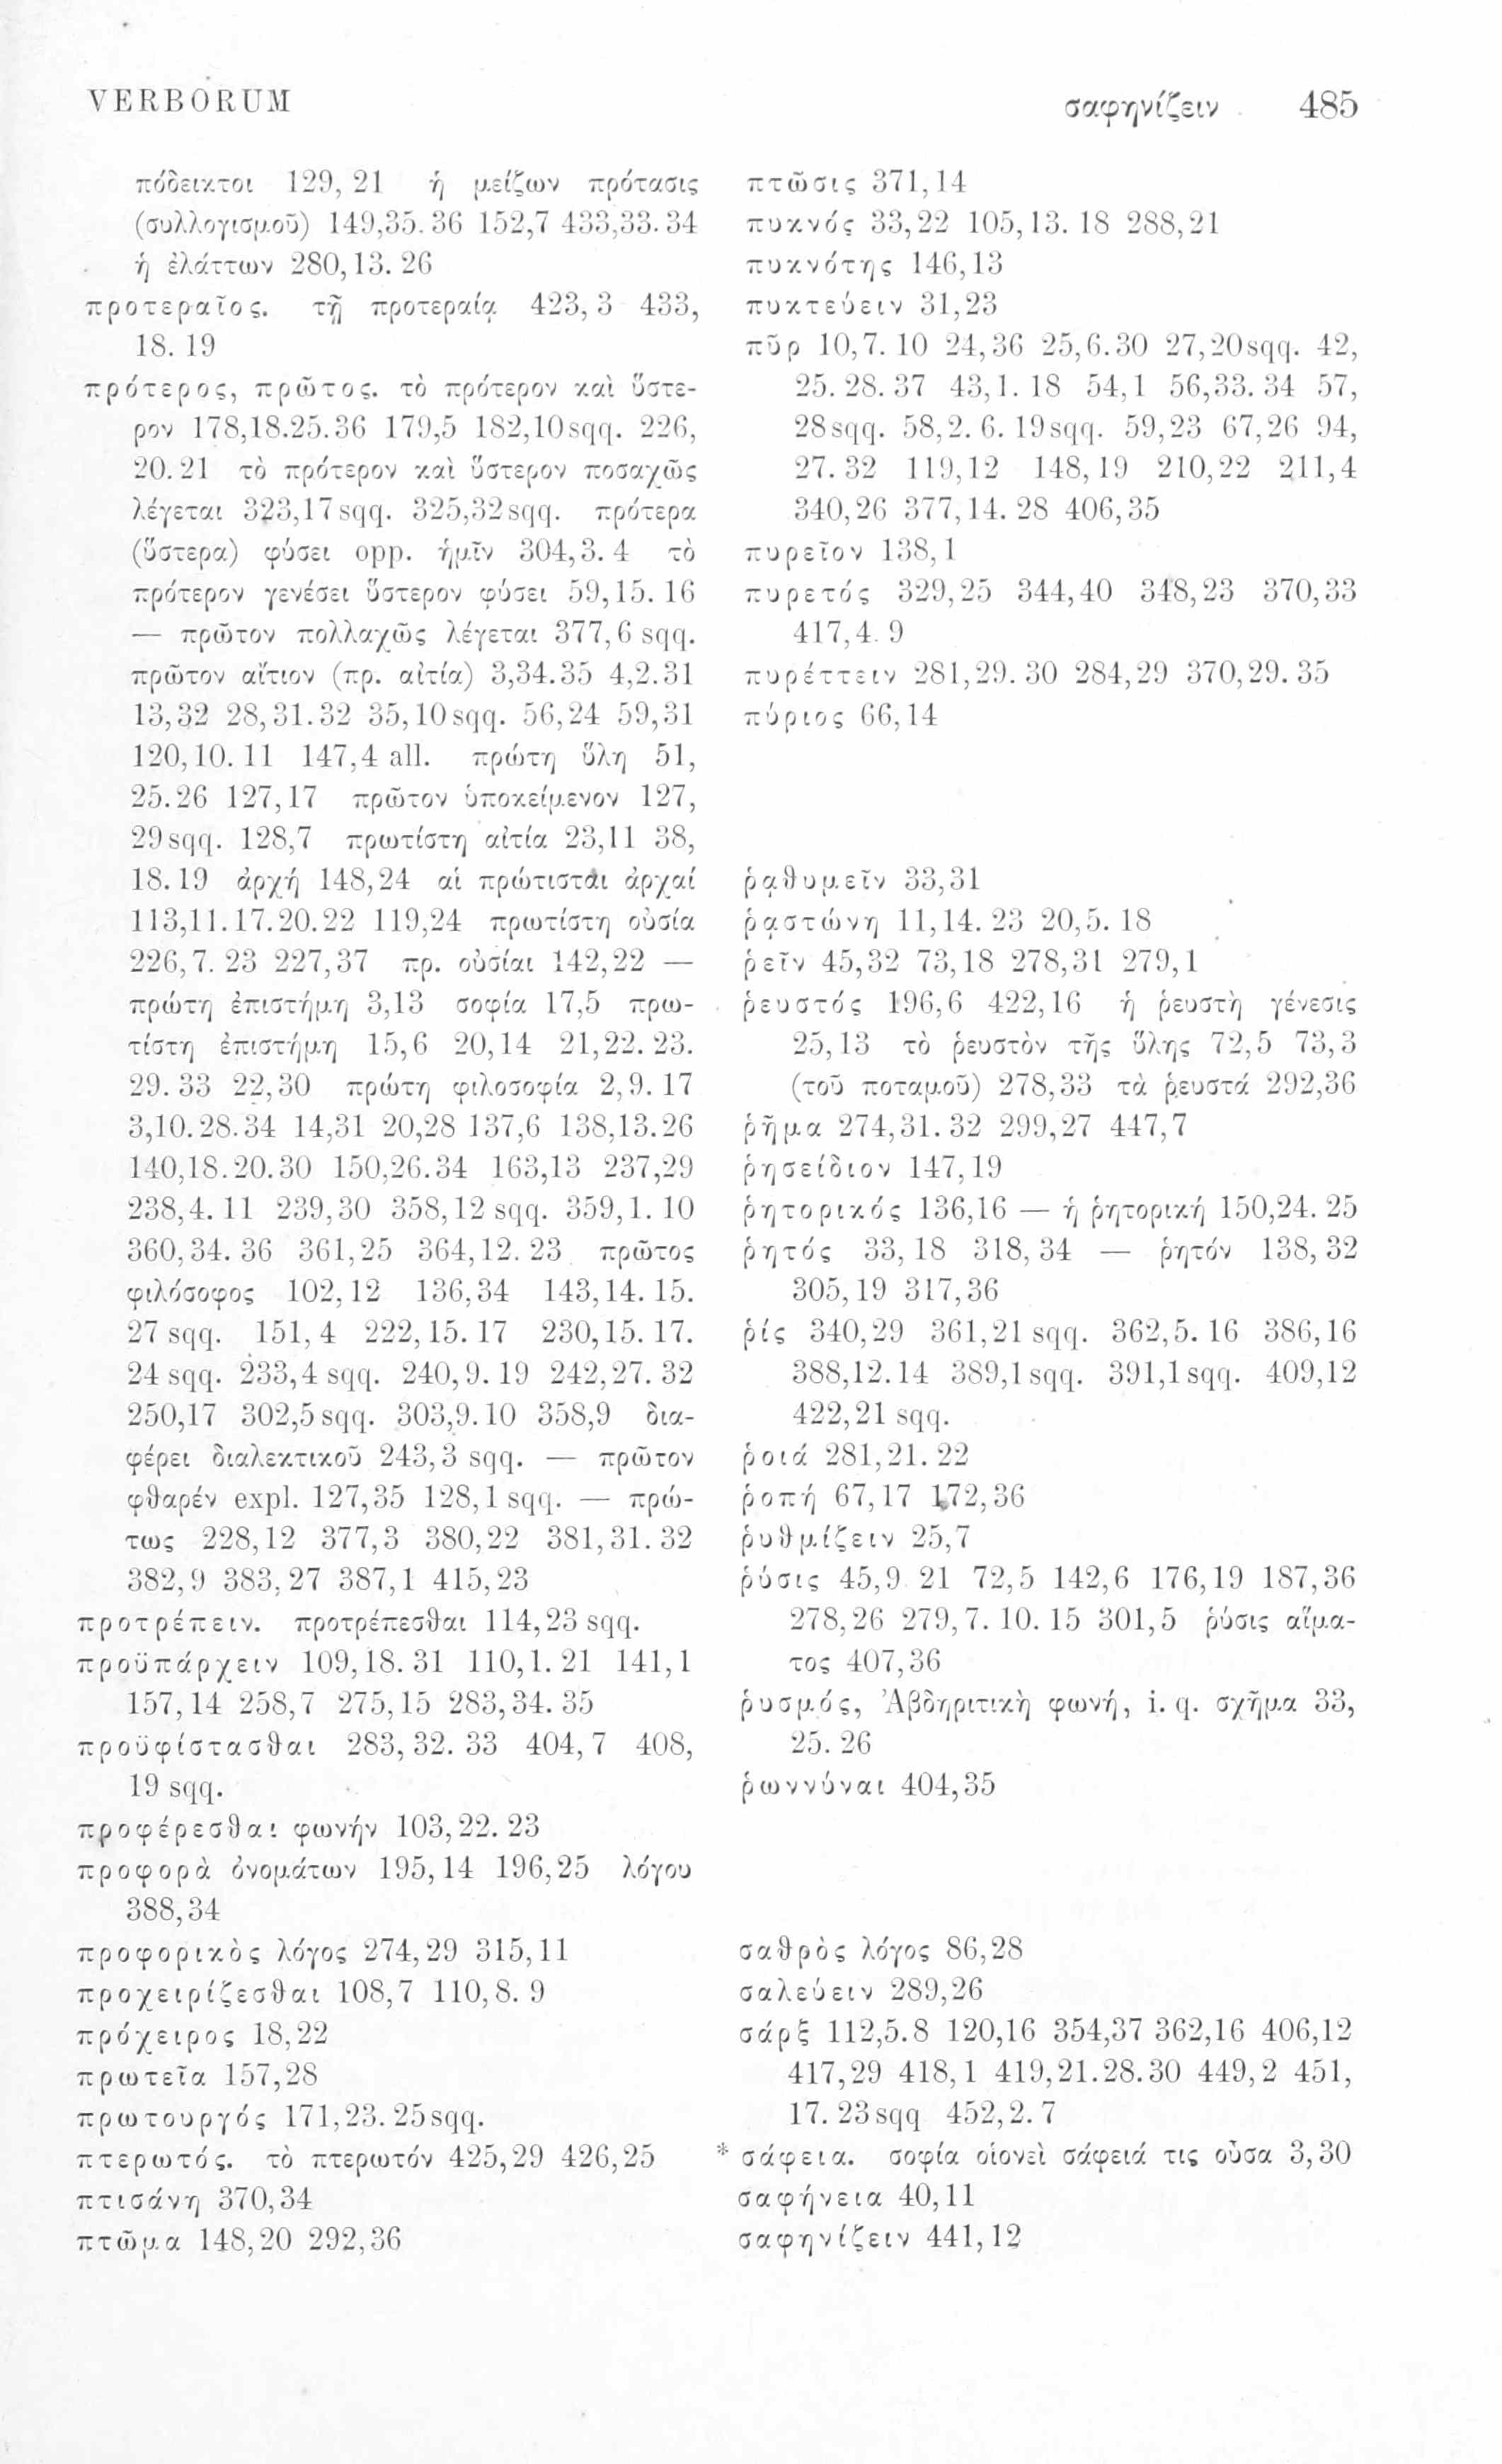 VERBORUM σαφηνίζειν 485
πόδεικτοι 129, 21 ἡ μείζων πρότασις
(συλλογισμοῦ) 149,35. 36 152,7 433,33. 34
ἡ ἐλάττων 280,13. 26
προτεραῖος. τῇ προτεραίᾳ 423, 3 433,
18. 19
πρότερος, πρῶτος. τὸ πρότερον καὶ ὕστε-
ρον 178,18.25.36 179,5 182,10sqq. 226,
20. 21 τὸ πρότερον καὶ ὕστερον ποσαχῶς
λέγεται 323,17sqq. 325,32sqq. πρότερα
(ὕστερα) φύσει opp. ἡμῖν 304,3. 4 τὸ
πρότερον γενέσει ὕστερον φύσει 59,15. 16
— πρῶτον πολλαχῶς λέγεται 377,6 sqq.
πρῶτον αἴτιον (πρ. αἰτία) 3,34.35 4,2.31
13,32 28,31.32 35,10sqq. 56,24 59,31
120,10. 11 147,4 all. πρώτη ὕλη 51,
25.26 127,17 πρῶτον ὑποκείμενον 127,
29sqq. 128,7 πρωτίστη αἰτία 23,11 38,
18. 19 ἀρχή 148,24 αἱ πρώτισται ἀρχαί
113,11.17.20.22 119,24 πρωτίστη οὐσία
226,7. 23 227,37 πρ. οὐσίαι 142,22 —
πρώτη ἐπιστήμη 3,13 σοφία 17,5 πρω-
τίστη ἐπιστήμη 15,6 20,14 21,22. 23.
29. 33 22,30 πρώτη φιλοσοφία 2,9. 17
3,10.28.34 14,31 20,28 137,6 138,13.26
140,18.20.30 150,26.34 163,13 237,29
238,4. 11 239,30 358,12 sqq. 359,1. 10
360,34. 36 361,25 364,12. 23 πρῶτος
φιλόσοφος 102,12 136,34 143,14. 15.
27 sqq. 151, 4 222,15. 17 230,15. 17.
24 sqq. 233,4 sqq. 240,9. 19 242,27. 32
250,17 302,5sqq. 303,9.10 358,9 δια-
φέρει διαλεκτικοῦ 243,3 sqq. — πρῶτον
φθαρέν expl. 127,35 128,1 sqq. — πρώ-
τως 228,12 377,3 380,22 381,31. 32
382,9 383,27 387,1 415,23
προτρέπειν. προτρέπεσθαι 114,23 sqq.
προϋπάρχειν 109,18. 31 110,1. 21 141,1
157,14 258,7 275,15 283,34. 35
προϋφίστασθαι 283, 32. 33 404, 7 408,
19 sqq.
προφέρεσθαι φωνήν 103,22. 23
προφορὰ ὀνομάτων 195,14 196,25 λόγου
388,34
προφορικὸς λόγος 274,29 315,11
προχειρίζεσθαι 108,7 110,8. 9
πρόχειρος 18,22
πρωτεῖα 157,28
πρωτουργός 171,23. 25sqq.
πτερωτός. τὸ πτερωτόν 425,29 426,25
πτισάνη 370,34
πτῶμα 148,20 292,36
πτῶσις 371,14
πυκνός 33,22 105,13. 18 288,21
πυκνότης 146,13
πυκτεύειν 31,23
πῦρ 10,7. 10 24,36 25,6.30 27,20sqq. 42,
25. 28. 37 43,1. 18 54,1 56,33. 34 57,
28sqq. 58,2. 6. 19sqq. 59,23 67,26 94,
27. 32 119,12 148,19 210,22 211,4
340,26 377,14. 28 406,35
πυρεῖον 138,1
πυρετός 329,25 344,40 348,23 370,33
417,4. 9
πυρέττειν 281,29. 30 284,29 370,29. 35
πύριος 66,14
ῥᾳθυμεῖν 33,31
ῥᾳστώνη 11,14. 23 20,5. 18
ῥεῖν 45,32 73,18 278,31 279,1
ῥευστός 196,6 422,16 ἡ ῥευστὴ γένεσις
25,13 τὸ ῥευστὸν τῆς ὕλης 72,5 73,3
(τοῦ ποταμοῦ) 278,33 τὰ ῥευστά 292,36
ῥῆμα 274,31. 32 299,27 447,7
ῥησείδιον 147,19
ῥητορικός 136,16 — ἡ ῥητορική 150,24. 25
ῥητός 33, 18 318, 34 — ῥητόν 138, 32
305,19 317,36
ῥίς 340,29 361,21 sqq. 362,5. 16 386,16
388,12.14 389,1sqq. 391,1sqq. 409,12
422,21 sqq.
ῥοιά 281,21. 22
ῥοπή 67,17 172,36
ῥυθμίζειν 25,7
ῥύσις 45,9 21 72,5 142,6 176,19 187,36
278,26 279,7. 10. 15 301,5 ῥύσις αἵμα-
τος 407,36
ῥυσμός, Ἀβδηριτικὴ φωνή, i. q. σχῆμα 33,
25. 26
ῥωννύναι 404,35
σαθρὸς λόγος 86,28
σαλεύειν 289,26
σάρξ 112,5.8 120,16 354,37 362,16 406,12
417,29 418,1 419,21.28.30 449,2 451,
17. 23sqq 452,2. 7
* σάφεια. σοφία οἱονεὶ σάφειά τις οὖσα 3,30
σαφήνεια 40,11
σαφηνίζειν 441,12